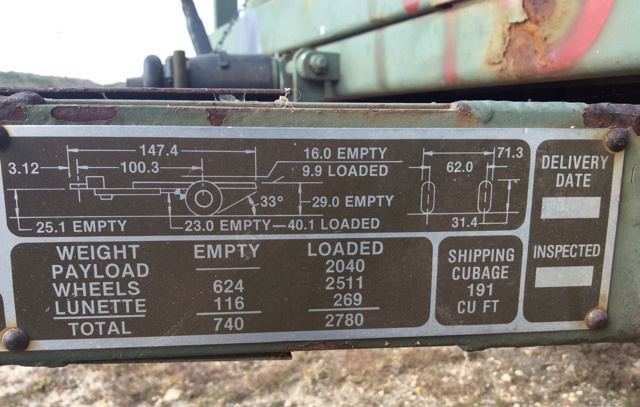 147.4
3.12
100.3
16.0 EMPTY
9.9 LOADED
33°
29.0 EMPTY
25.1 EMPTY
23.0 EMPTY—40.1 LOADED
71.3
62.0
31.4
DELIVERY
DATE
INSPECTED
WEIGHT EMPTY LOADED
PAYLOAD — 2040
WHEELS 624 2511
LUNETTE 116 269
TOTAL 740 2780
SHIPPING
CUBAGE
191
CU FT